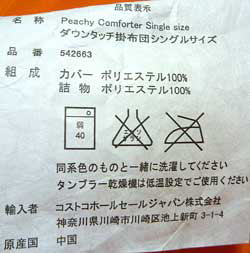 品質表示
名称 Peachy Comforter Single size
ダウンタッチ掛布団シングルサイズ
品番 542663
組成 カバー ポリエステル100%
詰物 ポリエステル100%
弱
40
エンソ
サラシ
同系色のものと一緒に洗濯してください
タンブラー乾燥機は低温設定でご使用ください
輸入者 コストコホールセールジャパン株式会社
神奈川県川崎市川崎区池上新町 3-1-4
原産国 中国